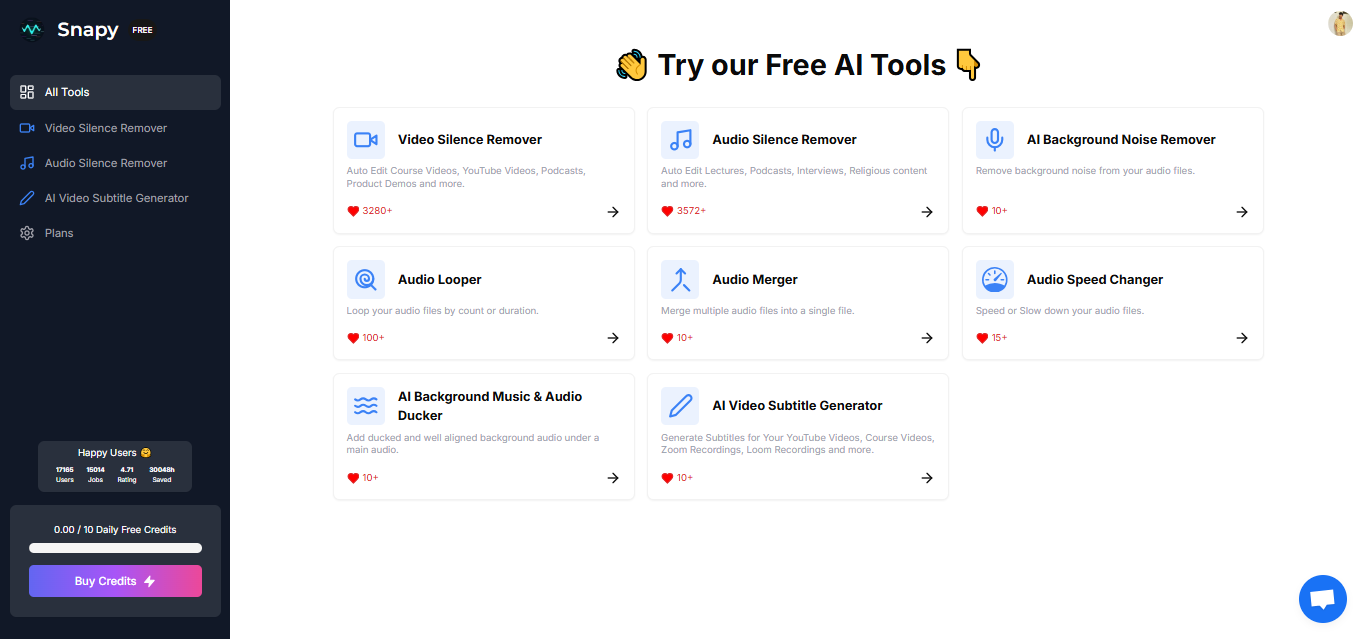 Snapy FREE
All Tools
Video Silence Remover
Audio Silence Remover
AI Video Subtitle Generator
Plans
Happy Users 🤗
17165 15014 4.71 30048h
Users Jobs Rating Saved
0.00 / 10 Daily Free Credits
Buy Credits
👋 Try our Free AI Tools 👇
Video Silence Remover
Auto Edit Course Videos, YouTube Videos, Podcasts,
Product Demos and more.
3280+
Audio Silence Remover
Auto Edit Lectures, Podcasts, Interviews, Religious content
and more.
3572+
AI Background Noise Remover
Remove background noise from your audio files.
10+
Audio Looper
Loop your audio files by count or duration.
100+
Audio Merger
Merge multiple audio files into a single file.
10+
Audio Speed Changer
Speed or Slow down your audio files.
15+
AI Background Music & Audio
Ducker
Add ducked and well aligned background audio under a
main audio.
10+
AI Video Subtitle Generator
Generate Subtitles for Your YouTube Videos, Course Videos,
Zoom Recordings, Loom Recordings and more.
10+